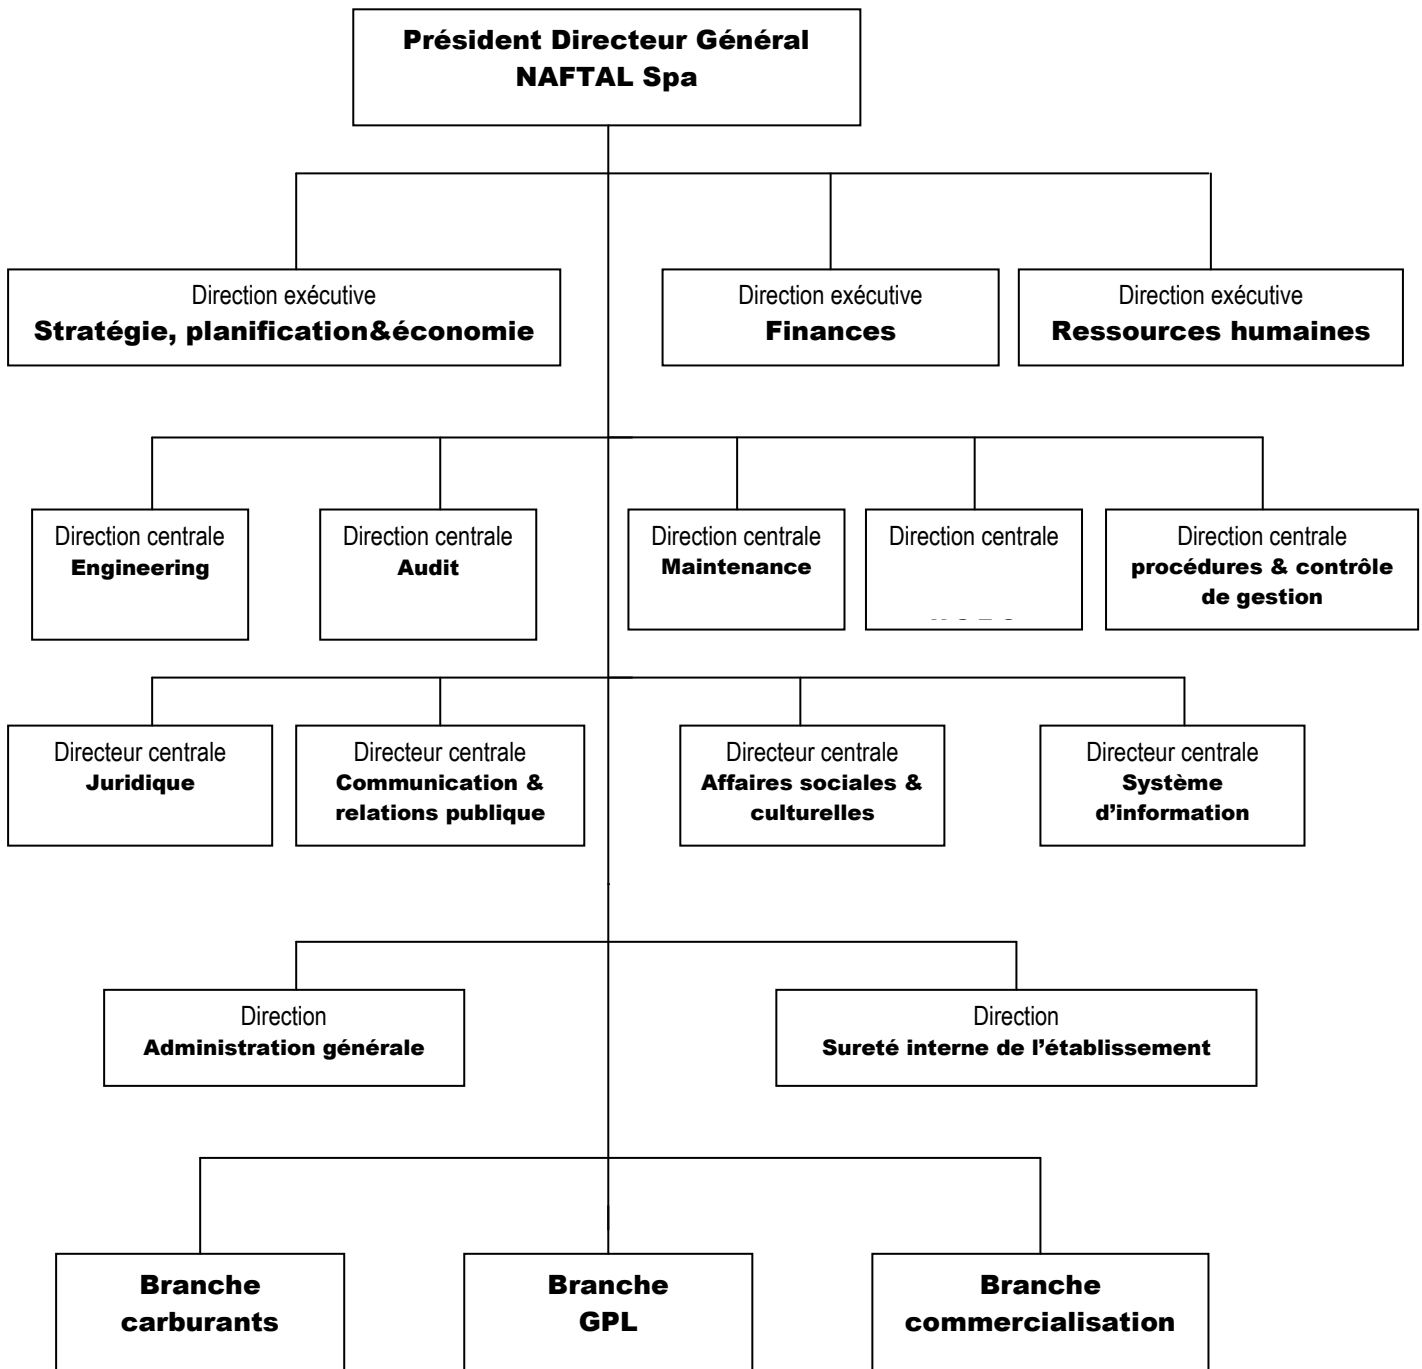 Président Directeur Général
NAFTAL Spa
Direction exécutive
Stratégie, planification&économie
Direction exécutive
Finances
Direction exécutive
Ressources humaines
Direction centrale
Engineering
Direction centrale
Audit
Direction centrale
Maintenance
Direction centrale
Direction centrale
procédures & contrôle
de gestion
Directeur centrale
Juridique
Directeur centrale
Communication &
relations publique
Directeur centrale
Affaires sociales &
culturelles
Directeur centrale
Système
d’information
Direction
Administration générale
Direction
Sureté interne de l’établissement
Branche
carburants
Branche
GPL
Branche
commercialisation